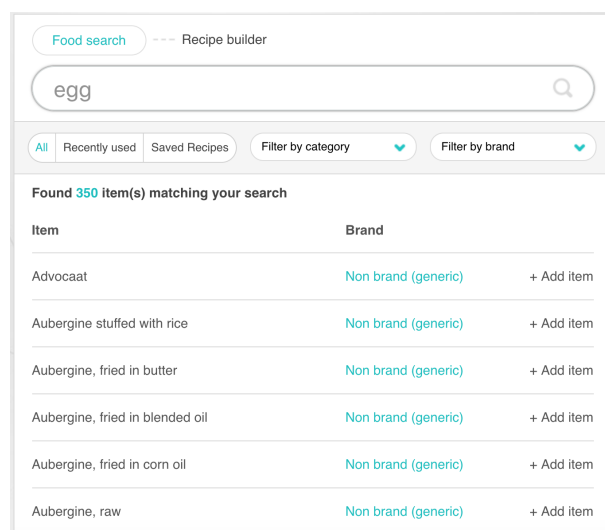 Food search --- Recipe builder
egg
All Recently used Saved Recipes Filter by category Filter by brand
Found 350 item(s) matching your search
Item Brand
Advocaat Non brand (generic) + Add item
Aubergine stuffed with rice Non brand (generic) + Add item
Aubergine, fried in butter Non brand (generic) + Add item
Aubergine, fried in blended oil Non brand (generic) + Add item
Aubergine, fried in corn oil Non brand (generic) + Add item
Aubergine, raw Non brand (generic) + Add item